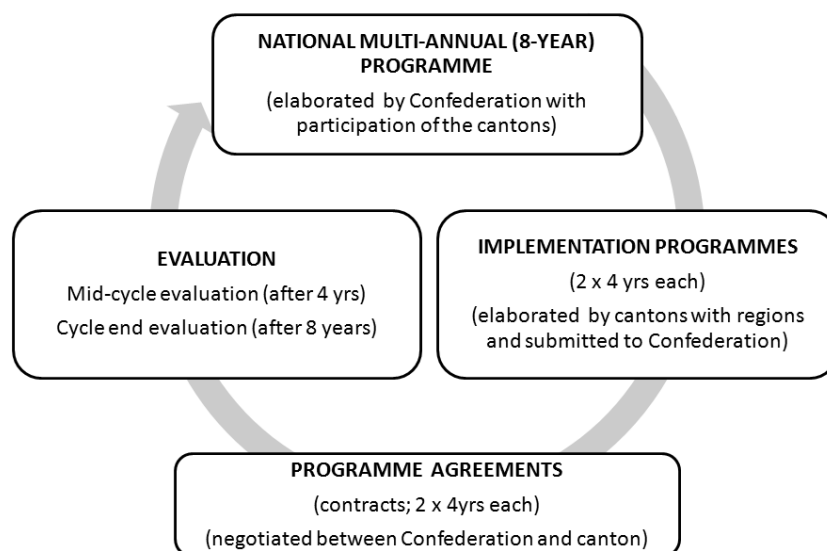 NATIONAL MULTI-ANNUAL (8-YEAR)
PROGRAMME
(elaborated by Confederation with
participation of the cantons)
IMPLEMENTATION PROGRAMMES
(2 x 4 yrs each)
(elaborated by cantons with regions
and submitted to Confederation)
PROGRAMME AGREEMENTS
(contracts; 2 x 4yrs each)
(negotiated between Confederation and canton)
EVALUATION
Mid-cycle evaluation (after 4 yrs)
Cycle end evaluation (after 8 years)